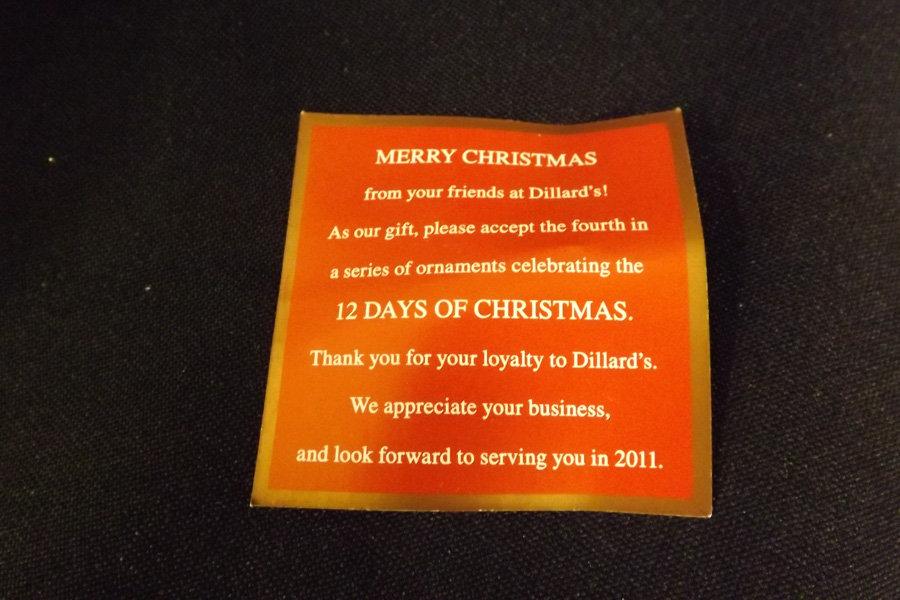 MERRY CHRISTMAS
from your friends at Dillard's!
As our gift, please accept the fourth in
a series of ornaments celebrating the
12 DAYS OF CHRISTMAS.
Thank you for your loyalty to Dillard's.
We appreciate your business,
and look forward to serving you in 2011.